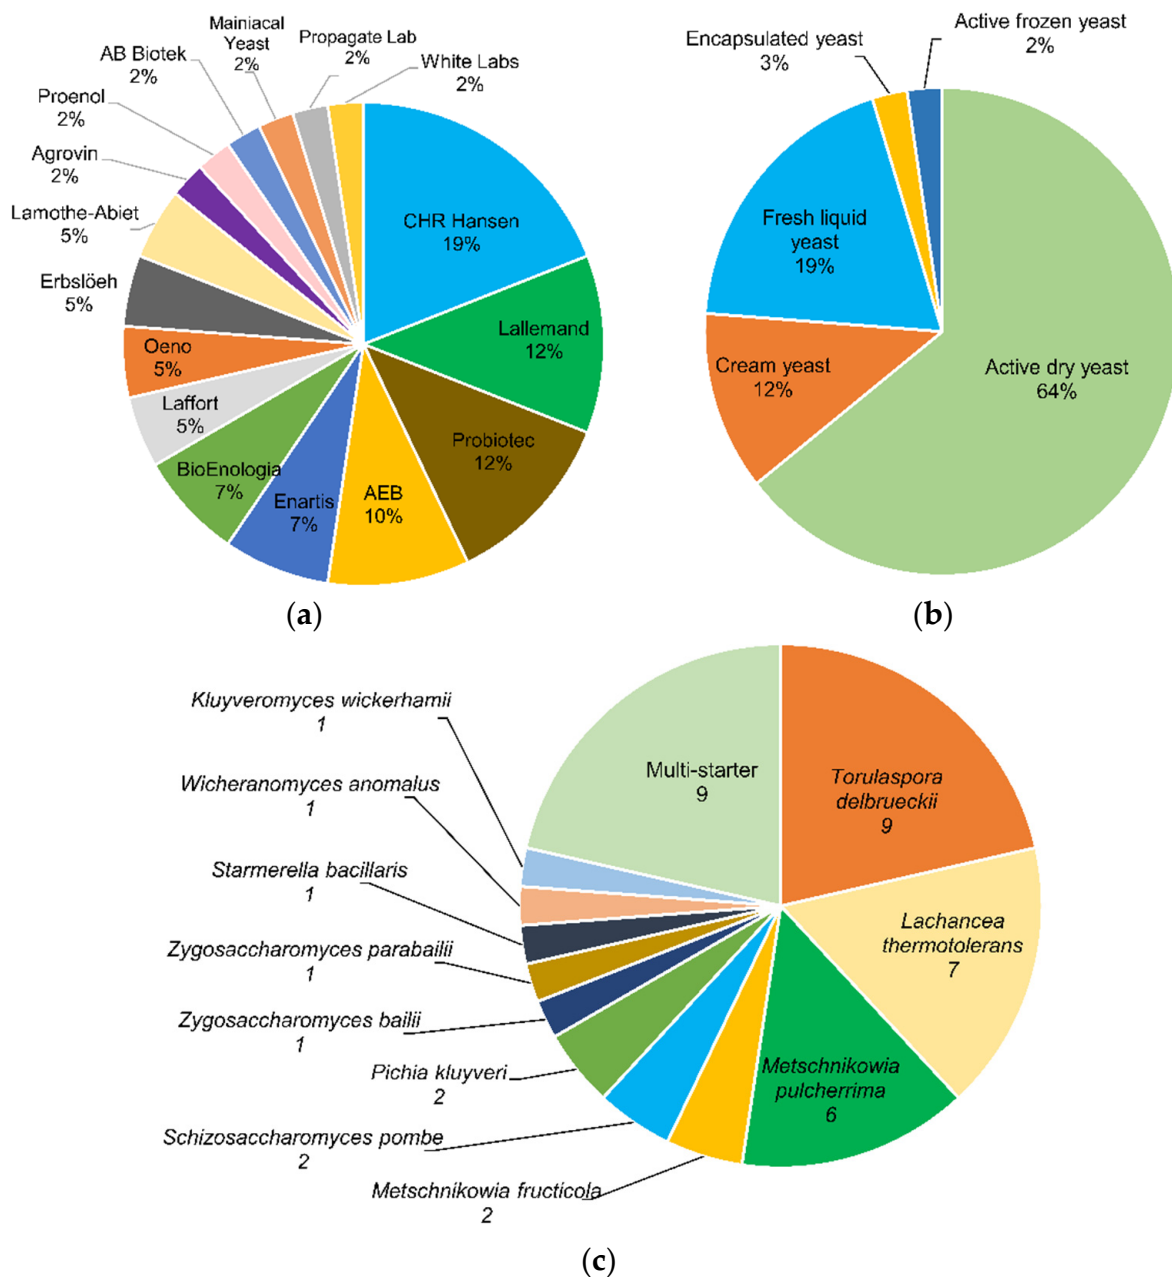 Mainiacal
Yeast
2%
Propagate Lab
2%
AB Biotek
2%
White Labs
2%
Proenol
2%
Agrovin
2%
Lamothe-Abiet
5%
Erbslöeh
5%
Oeno
5%
Laffort
5%
BioEnologia
7%
Enartis
7%
AEB
10%
Probiotec
12%
Lallemand
12%
CHR Hansen
19%
(a)
Active frozen yeast
2%
Encapsulated yeast
3%
Fresh liquid
yeast
19%
Cream yeast
12%
Active dry yeast
64%
(b)
Kluyveromyces wickerhamii
1
Wicheranomyces anomalus
1
Starmerella bacillaris
1
Zygosaccharomyces parabailii
1
Zygosaccharomyces bailii
1
Pichia kluyveri
2
Schizosaccharomyces pombe
2
Metschnikowia fructicola
2
Multi-starter
9
Torulaspora
delbrueckii
9
Lachancea
thermotolerans
7
Metschnikowia
pulcherrima
6
(c)